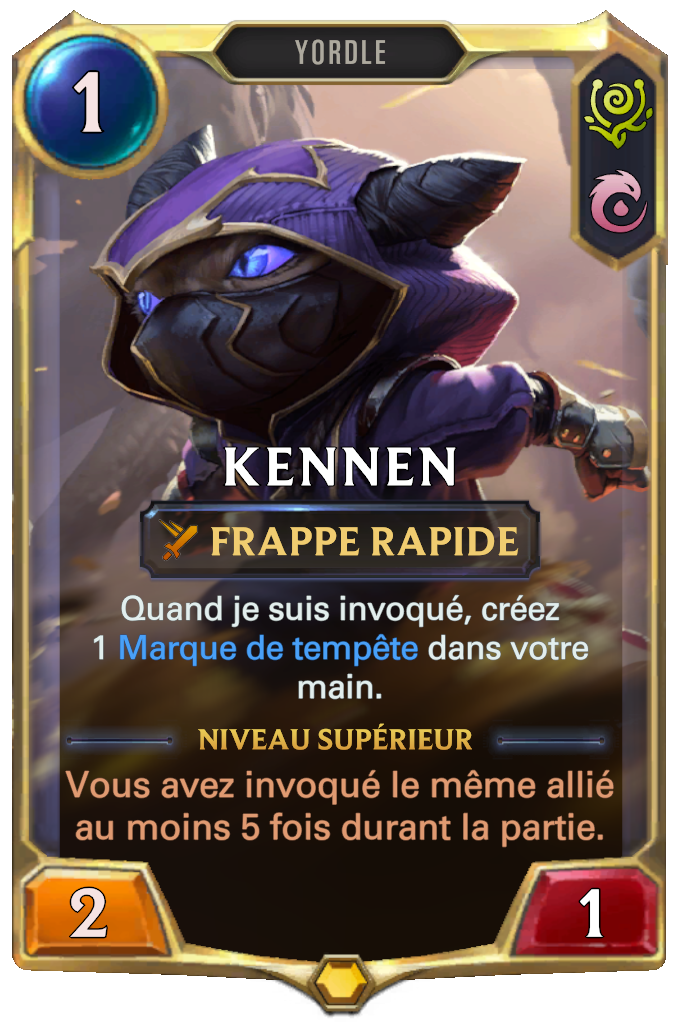 1
YORDLE
KENNEN
FRAPPE RAPIDE
Quand je suis invoqué, créez
1 Marque de tempête dans votre
main.
NIVEAU SUPÉRIEUR
Vous avez invoqué le même allié
au moins 5 fois durant la partie.
2
1